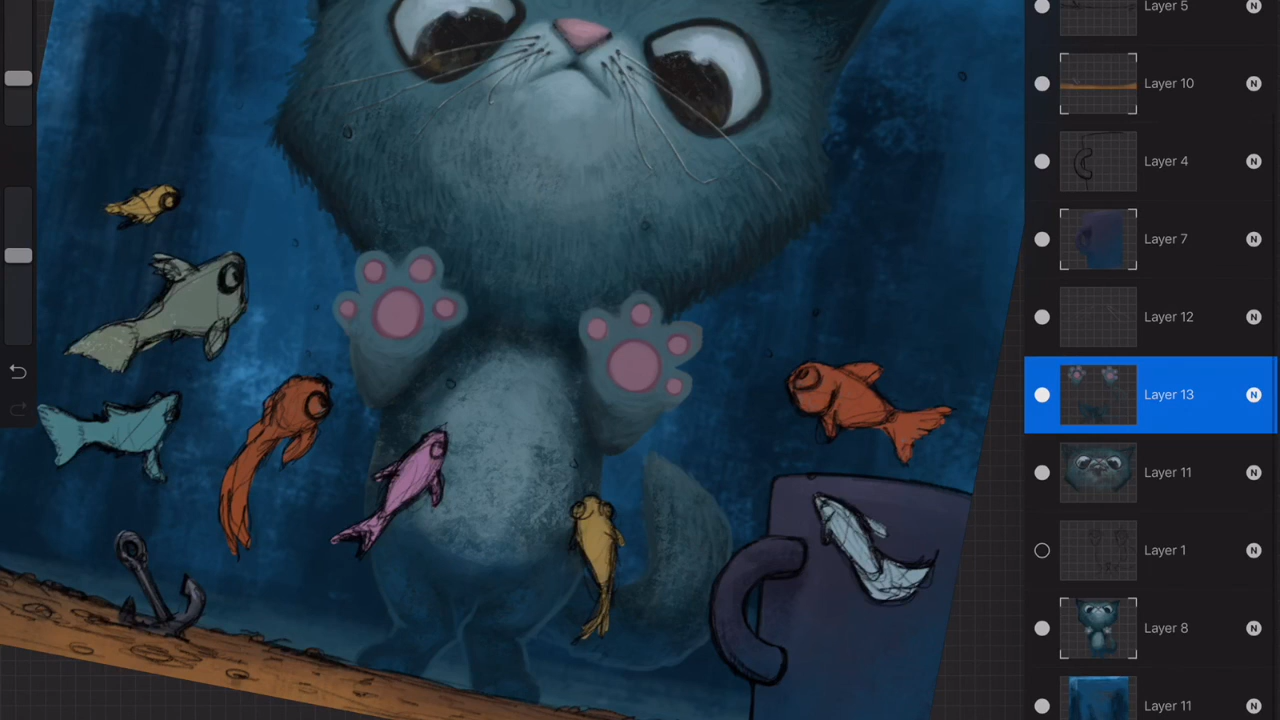 Layer 5
N
Layer 10
N
Layer 4
N
Layer 7
N
Layer 12
N
Layer 13
N
Layer 11
N
Layer 1
N
Layer 8
N
Layer 11
N